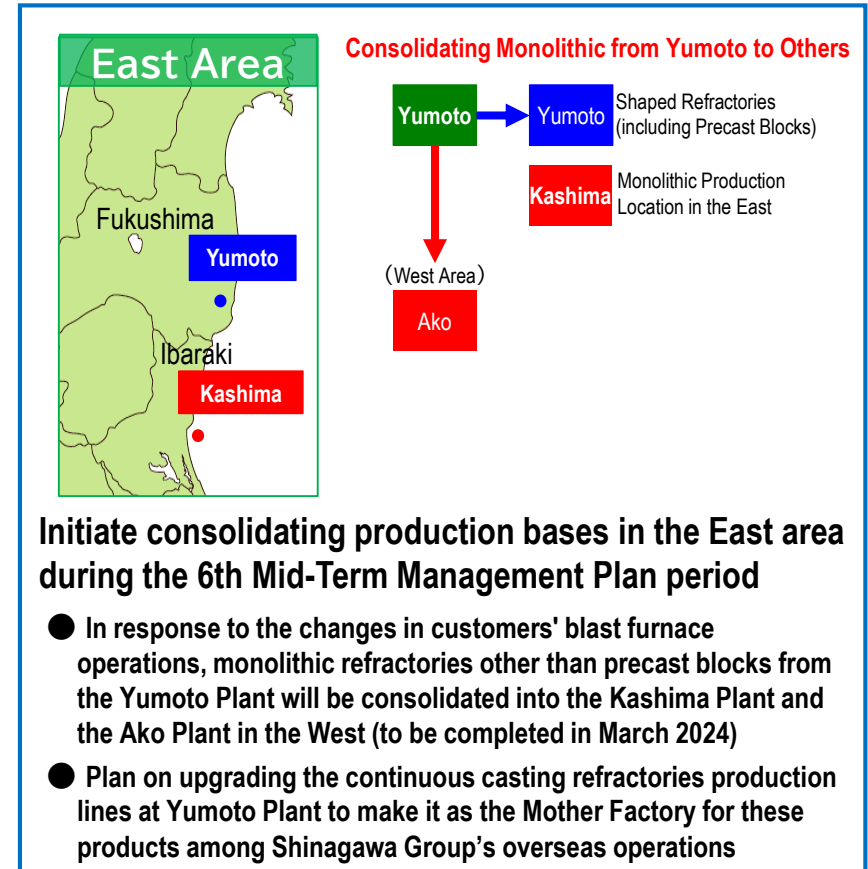 East Area
Fukushima
Yumoto
Ibaraki
Kashima
Consolidating Monolithic from Yumoto to Others
Yumoto
Yumoto
Shaped Refractories
(including Precast Blocks)
Kashima
Monolithic Production
Location in the East
（West Area）
Ako
Initiate consolidating production bases in the East area
during the 6th Mid-Term Management Plan period
● In response to the changes in customers' blast furnace
operations, monolithic refractories other than precast blocks from
the Yumoto Plant will be consolidated into the Kashima Plant and
the Ako Plant in the West (to be completed in March 2024)
● Plan on upgrading the continuous casting refractories production
lines at Yumoto Plant to make it as the Mother Factory for these
products among Shinagawa Group’s overseas operations